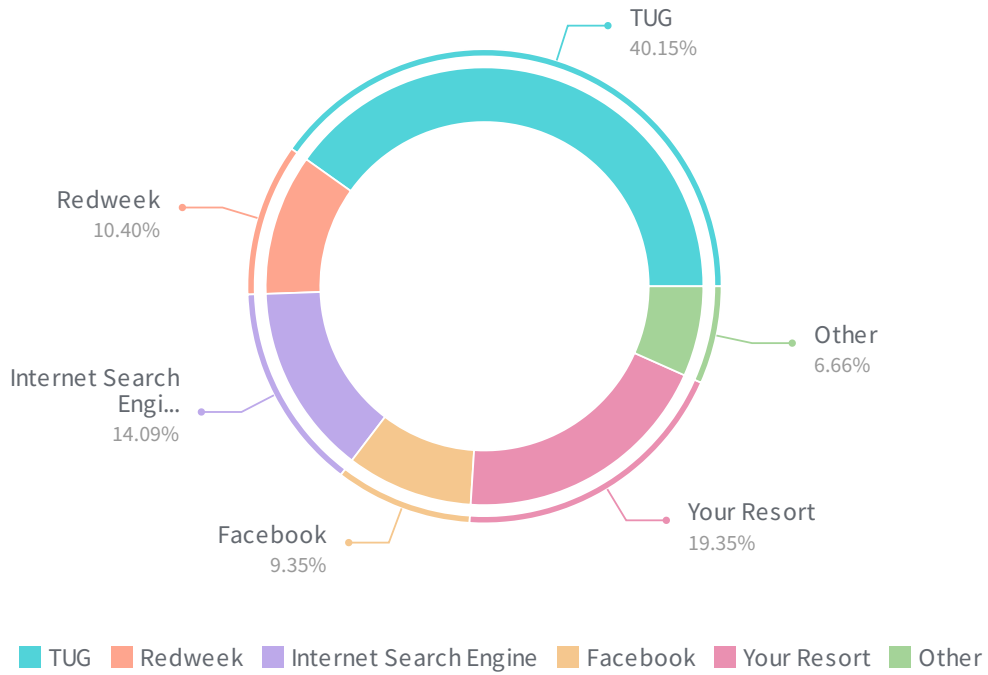 TUG
40.15%
Redweek
10.40%
Other
6.66%
Internet Search
Engi...
14.09%
Your Resort
19.35%
Facebook
9.35%
TUG Redweek Internet Search Engine Facebook Your Resort Other